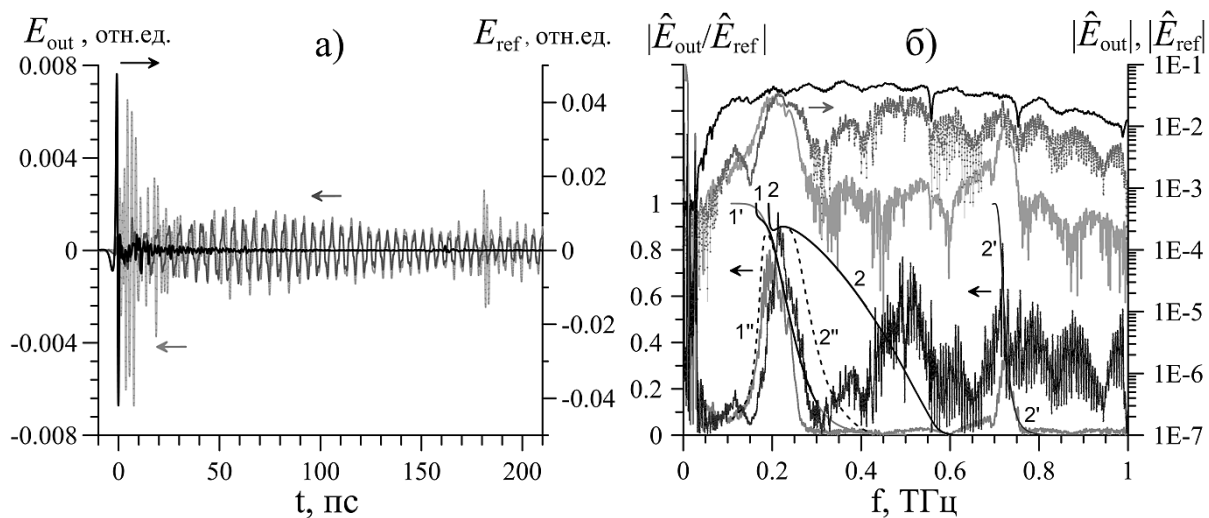 E_out , отн.ед.
а)
E_ref , отн.ед.
0.008
0.004
0
-0.004
-0.008
0.04
0.02
0
-0.02
-0.04
0 50 100 150 200
t, пс
|Ê_out/Ê_ref|
б)
|Ê_out|, |Ê_ref|
1
0.8
0.6
0.4
0.2
0
1 2
1'
2
2'
1''
2''
2'
1E-1
1E-2
1E-3
1E-4
1E-5
1E-6
1E-7
0 0.2 0.4 0.6 0.8 1
f, ТГц